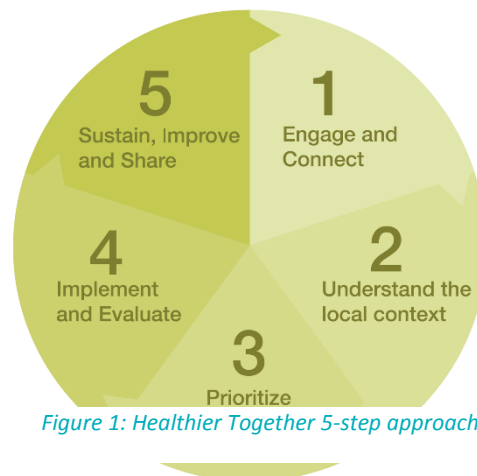 1
Engage and
Connect
2
Understand the
local context
3
Prioritize
4
Implement
and Evaluate
5
Sustain, Improve
and Share
Figure 1: Healthier Together 5-step approach